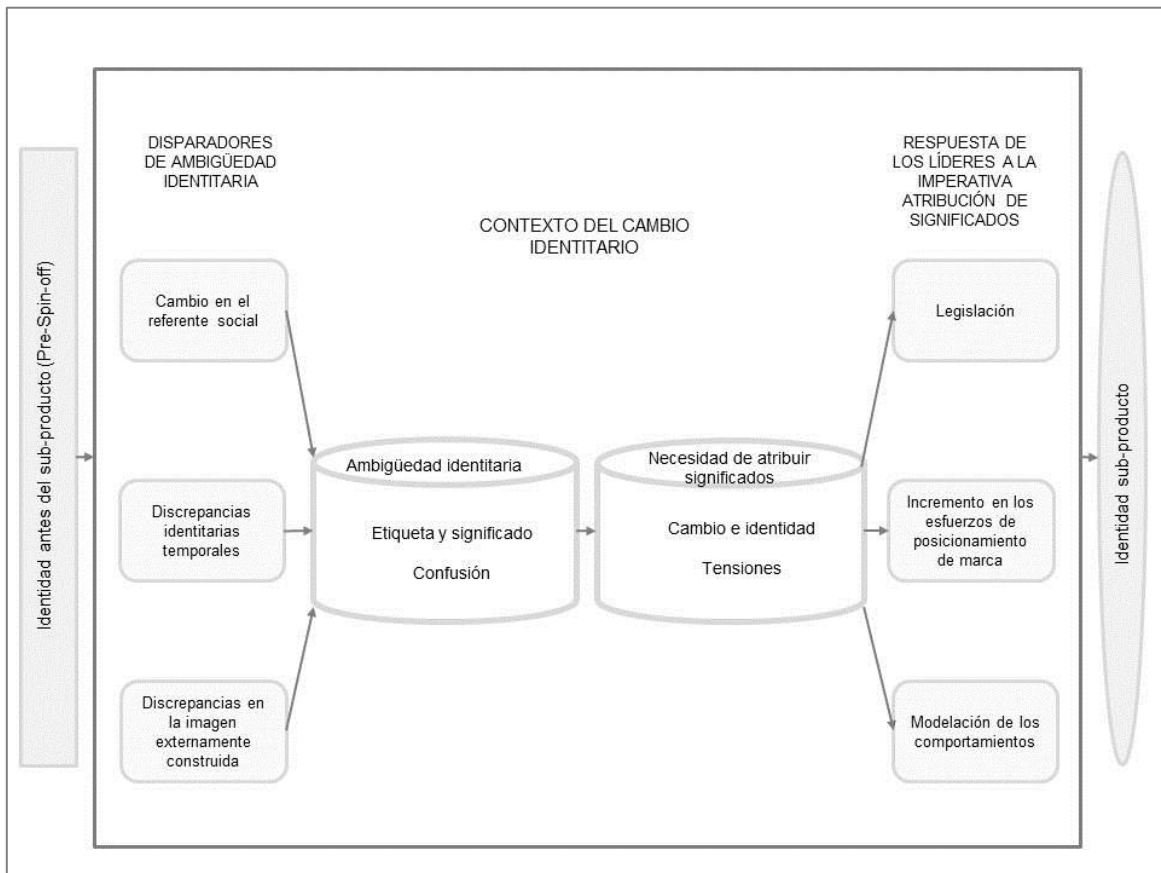 Identidad antes del sub-producto (Pre-Spin-off)
DISPARADORES
DE AMBIGÜEDAD
IDENTITARIA
Cambio en el
referente social
Discrepancias
identitarias
temporales
Discrepancias en
la imagen
externamente
construida
CONTEXTO DEL CAMBIO
IDENTITARIO
Ambigüedad identitaria
Etiqueta y significado
Confusión
Necesidad de atribuir
significados
Cambio e identidad
Tensiones
RESPUESTA DE
LOS LÍDERES A LA
IMPERATIVA
ATRIBUCIÓN DE
SIGNIFICADOS
Legislación
Incremento en los
esfuerzos de
posicionamiento
de marca
Modelación de los
comportamientos
Identidad sub-producto